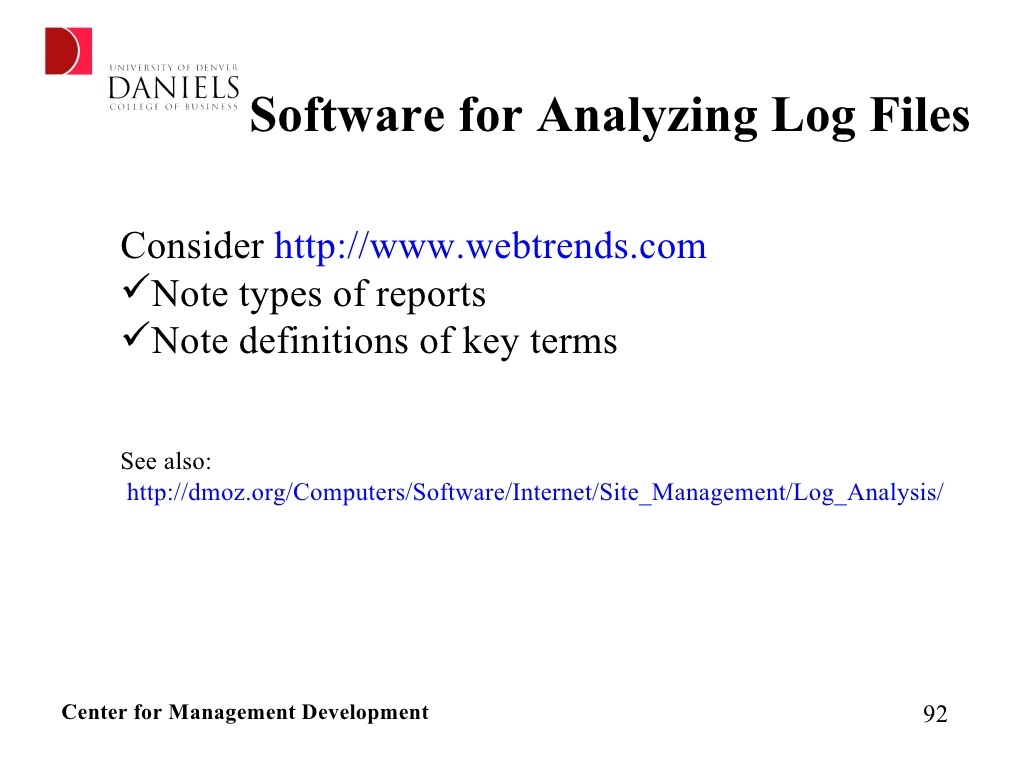 UNIVERSITY OF DENVER
DANIELS
COLLEGE OF BUSINESS
Software for Analyzing Log Files
Consider http://www.webtrends.com
✓Note types of reports
✓Note definitions of key terms
See also:
http://dmoz.org/Computers/Software/Internet/Site_Management/Log_Analysis/
Center for Management Development
92